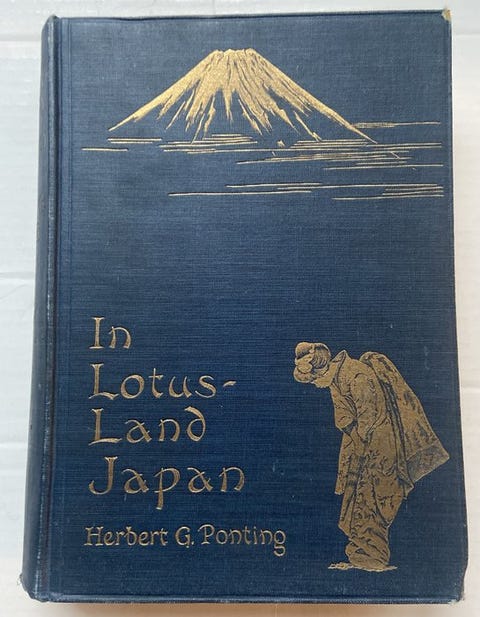 In
Lotus-
Land
Japan
Herbert G. Ponting